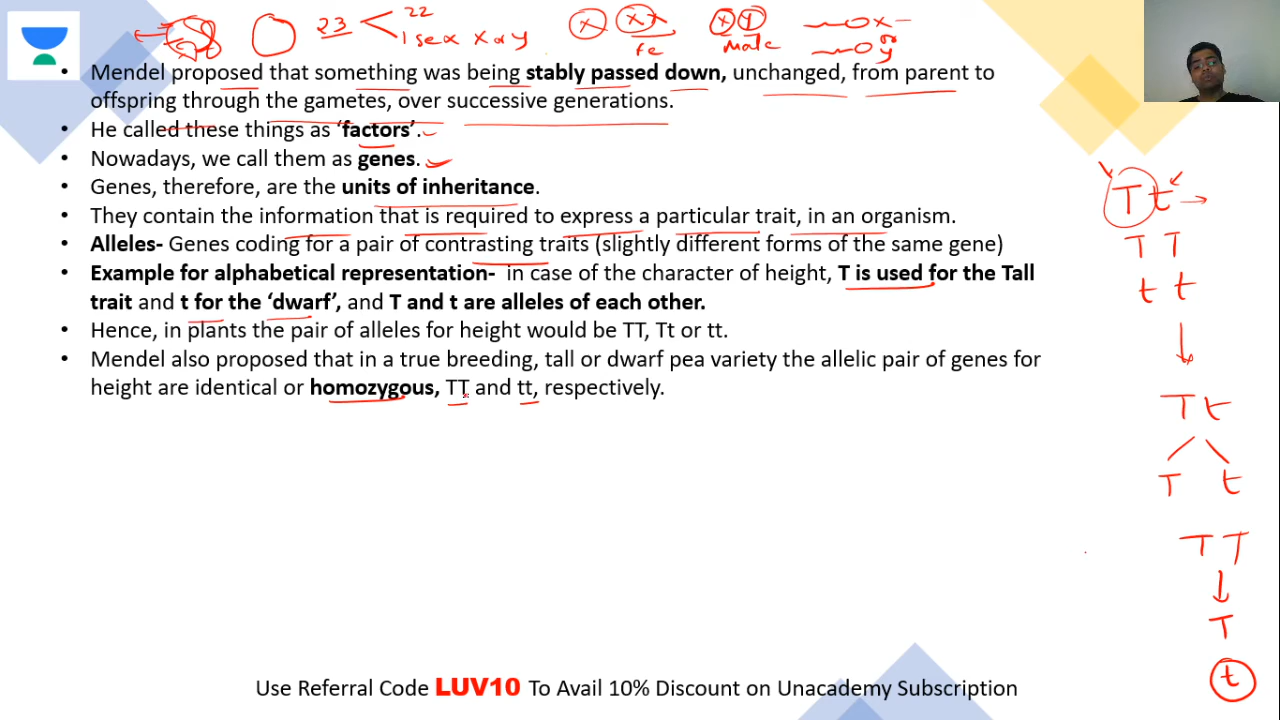 23 22
1 sex X or y
X XX
fe
X Y
Male
X
or
y
• Mendel proposed that something was being stably passed down, unchanged, from parent to
offspring through the gametes, over successive generations.
• He called these things as ‘factors’.
• Nowadays, we call them as genes.
• Genes, therefore, are the units of inheritance.
• They contain the information that is required to express a particular trait, in an organism.
• Alleles- Genes coding for a pair of contrasting traits (slightly different forms of the same gene)
• Example for alphabetical representation- in case of the character of height, T is used for the Tall
trait and t for the ‘dwarf’, and T and t are alleles of each other.
• Hence, in plants the pair of alleles for height would be TT, Tt or tt.
• Mendel also proposed that in a true breeding, tall or dwarf pea variety the allelic pair of genes for
height are identical or homozygous, TT and tt, respectively.
T t →
T T
t t
↓
T t
T t
T T
↓
T
t
Use Referral Code LUV10 To Avail 10% Discount on Unacademy Subscription